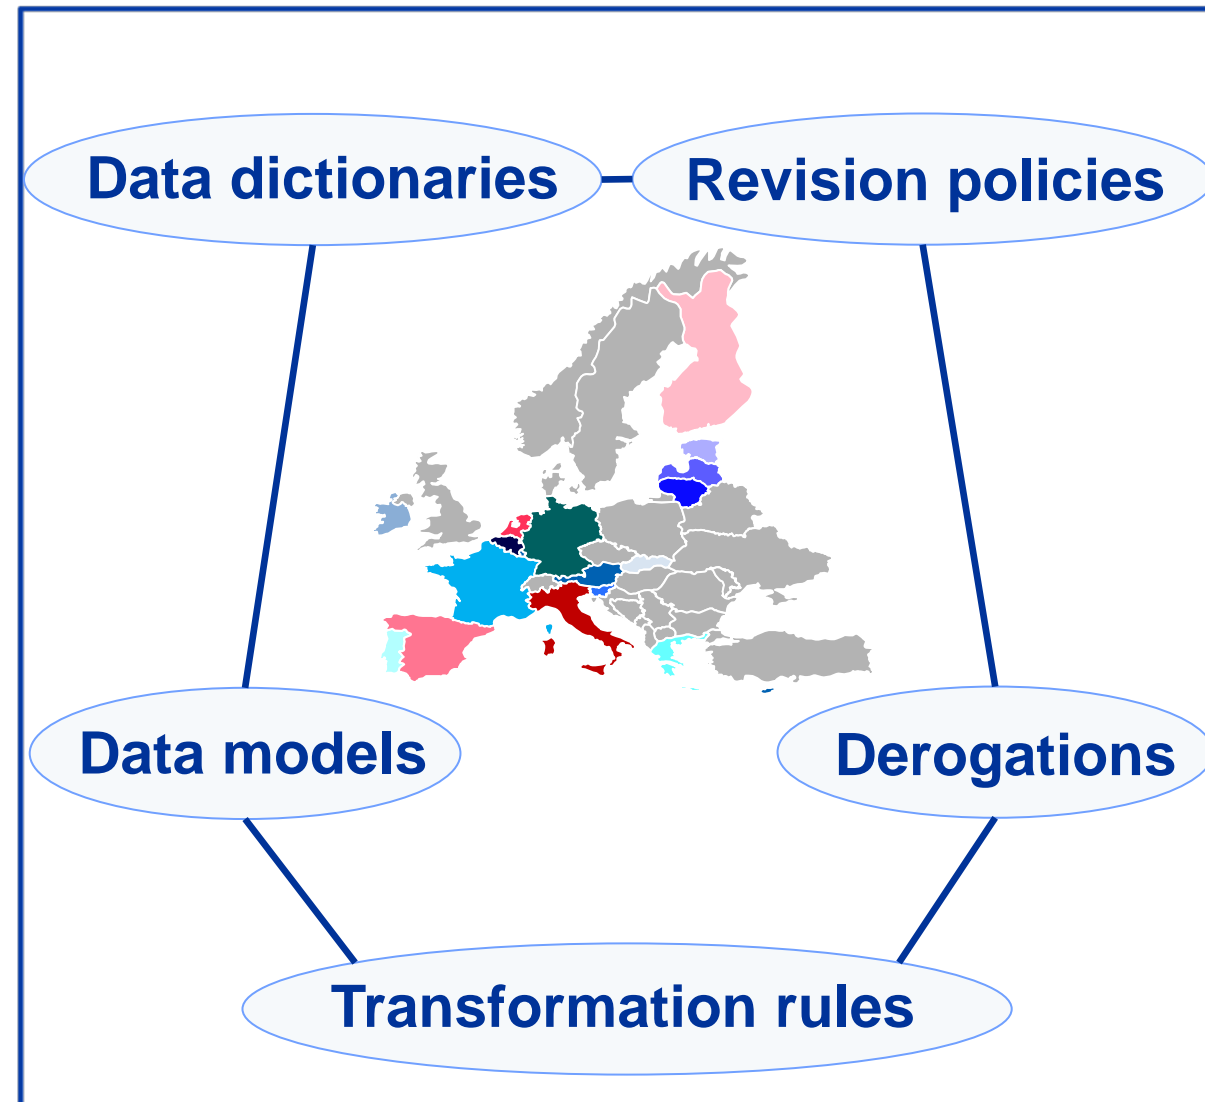 Data dictionaries
Revision policies
Data models
Derogations
Transformation rules